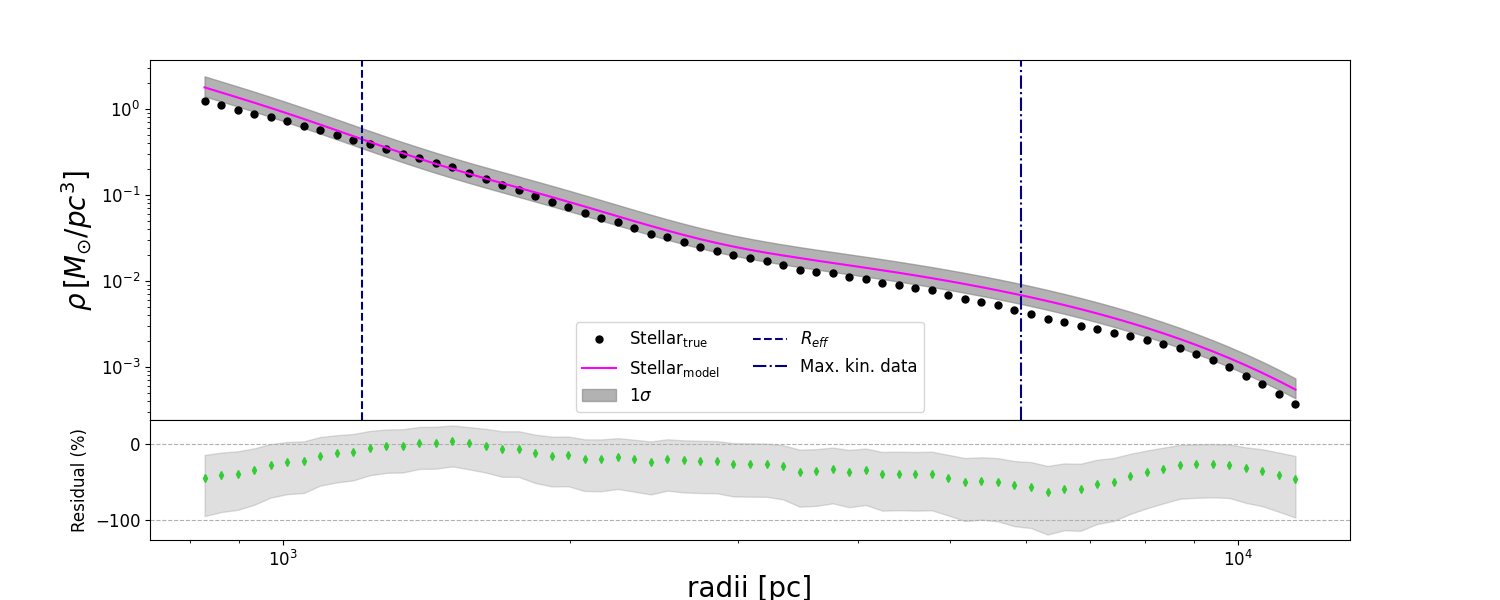 ρ [M⊙/pc³]
10⁰
10⁻¹
10⁻²
10⁻³
Stellar_true
Stellar_model
1σ
R_eff
Max. kin. data
Residual (%)
0
−100
10³
10⁴
radii [pc]